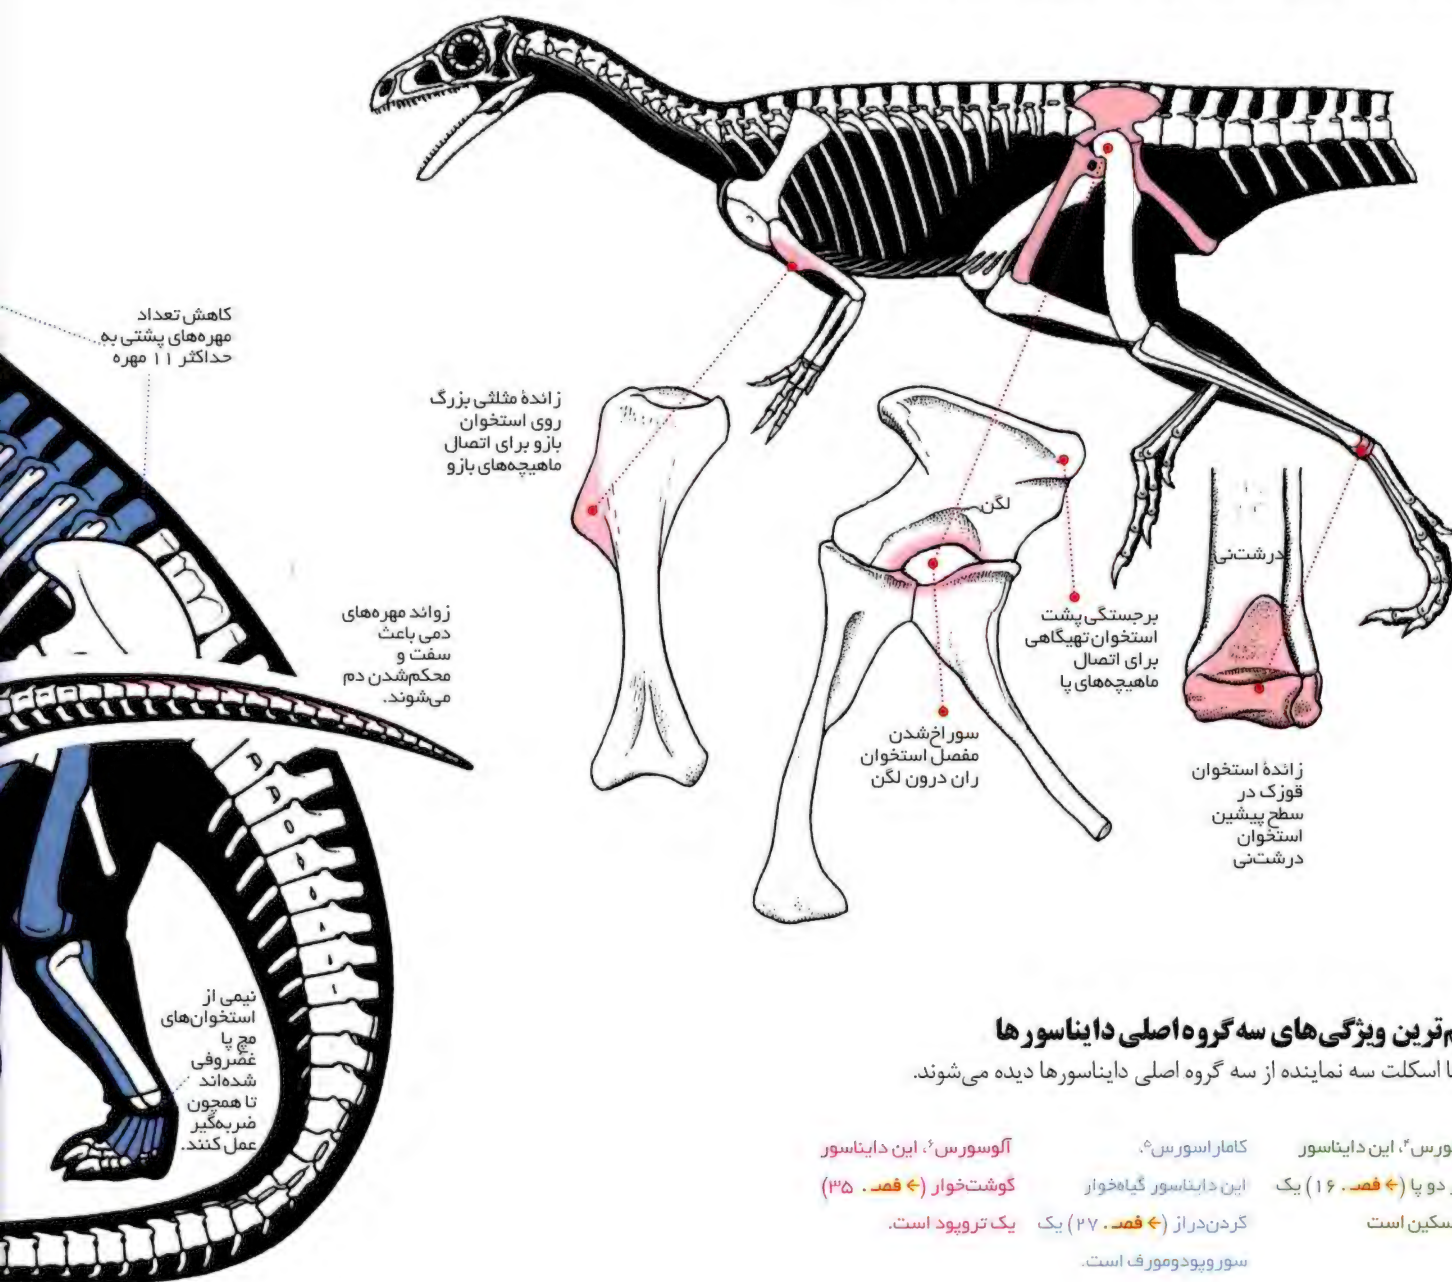 کاهش تعداد
مهره‌های پشتی به
حداکثر ۱۱ مهره
زائدهٔ مثلثی بزرگ
روی استخوان
بازو برای اتصال
ماهیچه‌های بازو
لگن
درشت‌نی
برجستگی پشت
استخوان تهیگاهی
برای اتصال
ماهیچه‌های پا
زوائد مهره‌های
دمی باعث
سفت و
محکم‌شدن دم
می‌شوند.
سوراخ‌شدن
مفصل استخوان
ران درون لگن
زائدهٔ استخوان
قوزک در
سطح پیشین
استخوان
درشت‌نی
نیمی از
استخوان‌های
مچ پا
غضروفی
شده‌اند
تا همچون
ضربه‌گیر
عمل کنند.
ویژگی‌های سه گروه اصلی دایناسورها
اسکلت سه نماینده از سه گروه اصلی دایناسورها دیده می‌شوند.
این دایناسور
دو پا (← فصـ . ۱۶) یک
است
کاماراسورس۵،
این دایناسور گیاه‌خوار
گردن‌دراز (← فصـ . ۲۷) یک
سوروپودومورف است.
آلوسورس۶، این دایناسور
گوشت‌خوار (← فصـ . ۳۵)
یک تروپود است.